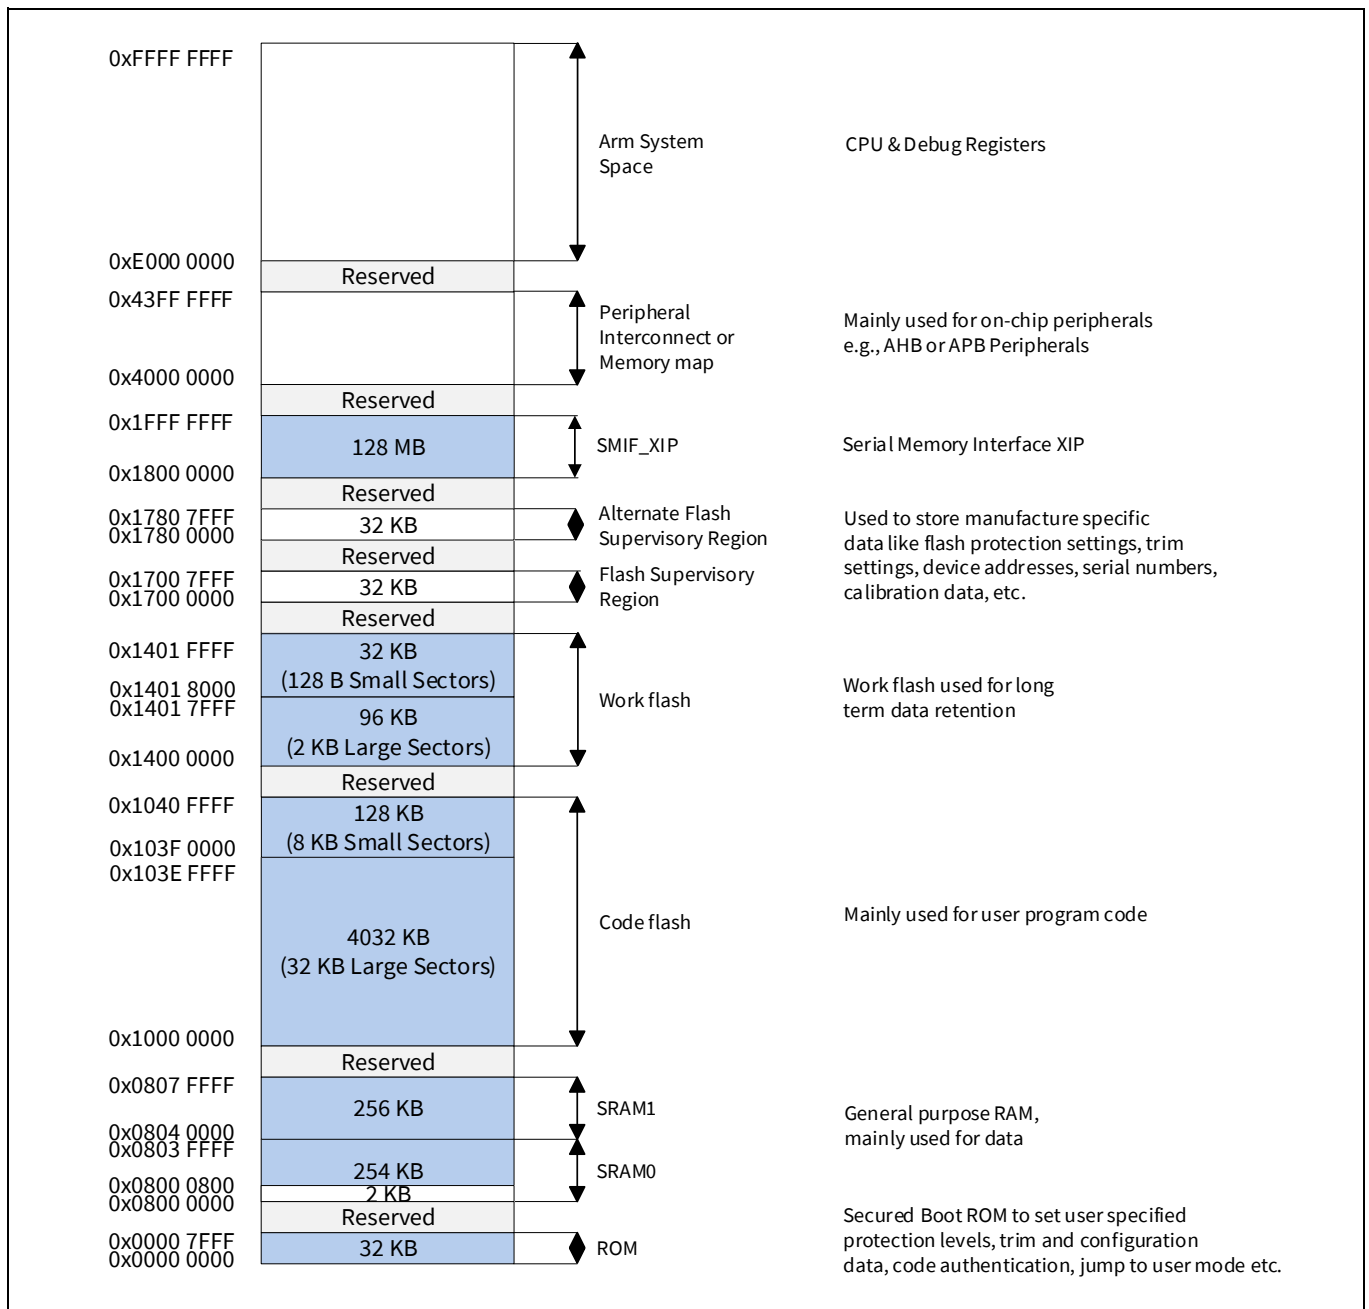 0xFFFF FFFF
Arm System
Space
CPU & Debug Registers
0xE000 0000
Reserved
0x43FF FFFF
Peripheral
Interconnect or
Memory map
Mainly used for on-chip peripherals
e.g., AHB or APB Peripherals
0x4000 0000
Reserved
0x1FFF FFFF
128 MB
SMIF_XIP
Serial Memory Interface XIP
0x1800 0000
Reserved
0x1780 7FFF
32 KB
0x1780 0000
Alternate Flash
Supervisory Region
Used to store manufacture specific
data like flash protection settings, trim
settings, device addresses, serial numbers,
calibration data, etc.
Reserved
0x1700 7FFF
32 KB
0x1700 0000
Flash Supervisory
Region
Reserved
0x1401 FFFF
32 KB
(128 B Small Sectors)
0x1401 8000
0x1401 7FFF
Work flash
Work flash used for long
term data retention
96 KB
(2 KB Large Sectors)
0x1400 0000
Reserved
0x1040 FFFF
128 KB
(8 KB Small Sectors)
0x103F 0000
0x103E FFFF
Code flash
Mainly used for user program code
4032 KB
(32 KB Large Sectors)
0x1000 0000
Reserved
0x0807 FFFF
256 KB
SRAM1
General purpose RAM,
mainly used for data
0x0804 0000
0x0803 FFFF
254 KB
SRAM0
0x0800 0800
2 KB
0x0800 0000
Reserved
0x0000 7FFF
32 KB
0x0000 0000
ROM
Secured Boot ROM to set user specified
protection levels, trim and configuration
data, code authentication, jump to user mode etc.